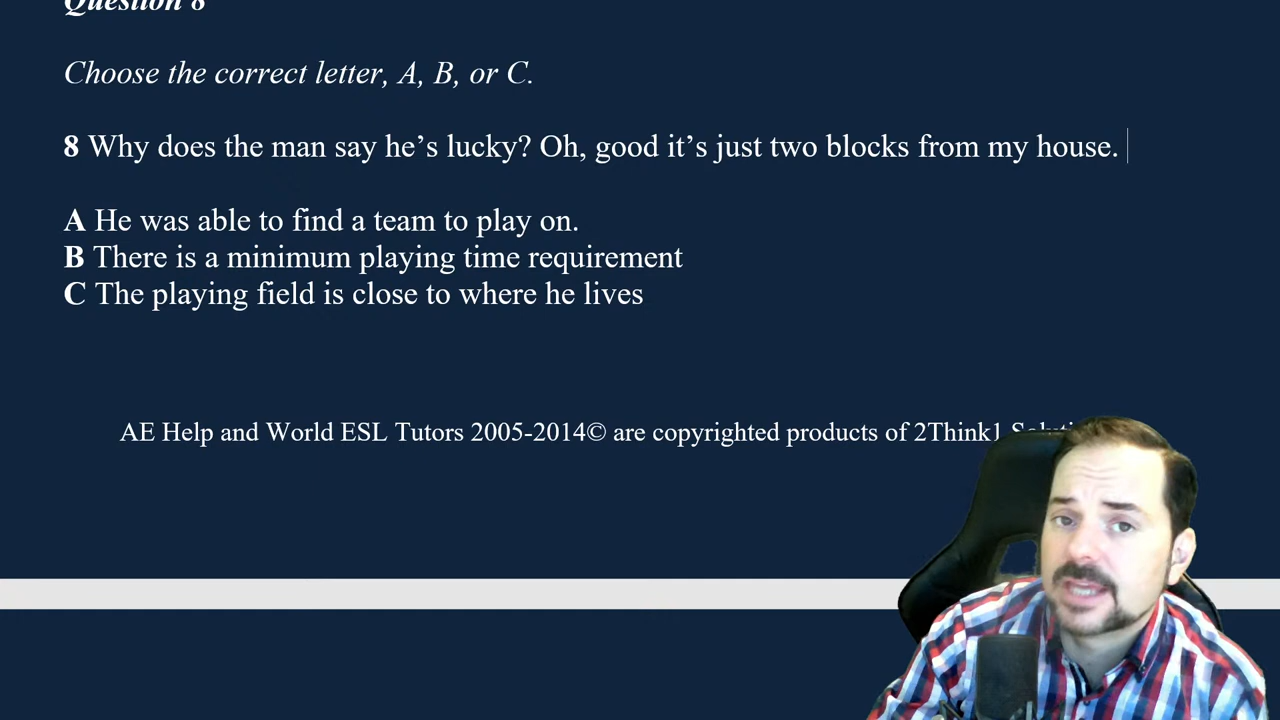 Question 8
Choose the correct letter, A, B, or C.
8 Why does the man say he’s lucky? Oh, good it’s just two blocks from my house.
A He was able to find a team to play on.
B There is a minimum playing time requirement
C The playing field is close to where he lives
AE Help and World ESL Tutors 2005-2014© are copyrighted products of 2Think1